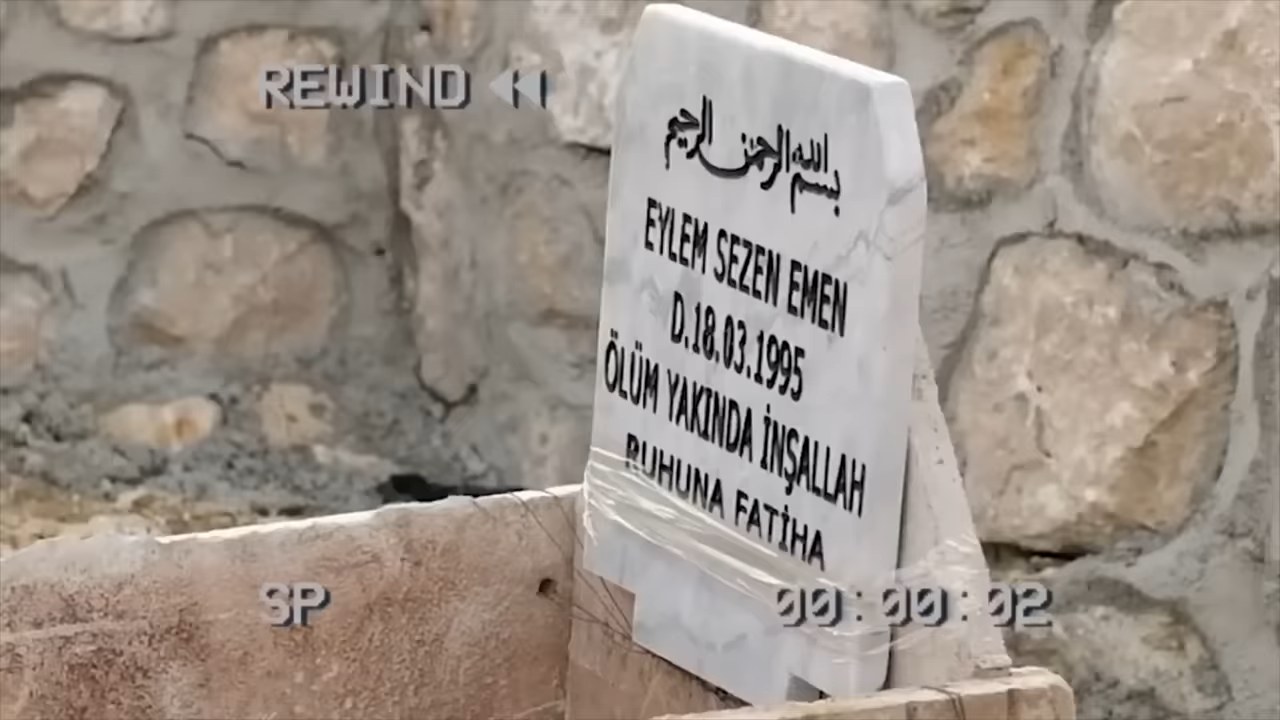 REWIND
بسم الله الرحمن الرحيم
EYLEM SEZEN EMEN
D.18.03.1995
ÖLÜM YAKINDA İNŞALLAH
RUHUNA FATİHA
SP
00:00:02